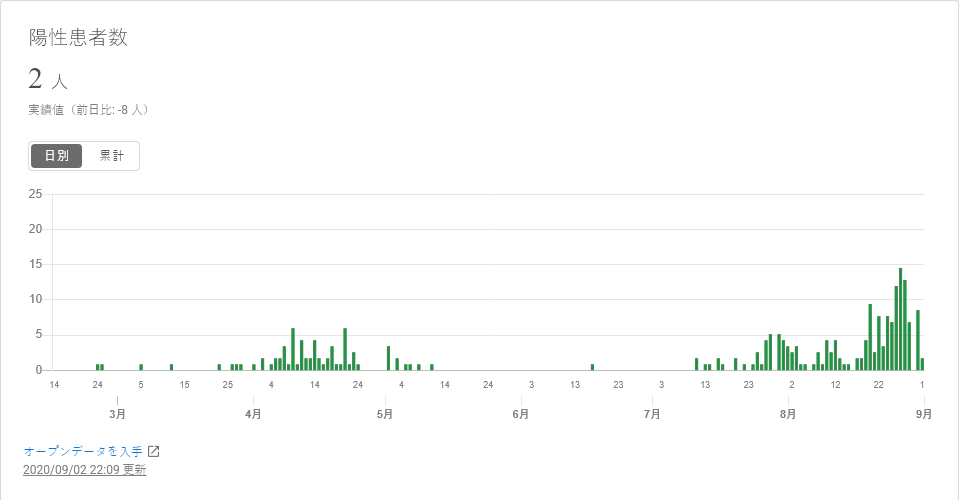 陽性患者数
2 人
実績値（前日比: -8 人）
日別 累計
25
20
15
10
5
0
14 24 5 15 25 4 14 24 4 14 24 3 13 23 3 13 23 2 12 22 1
3月 4月 5月 6月 7月 8月 9月
オープンデータを入手
2020/09/02 22:09 更新